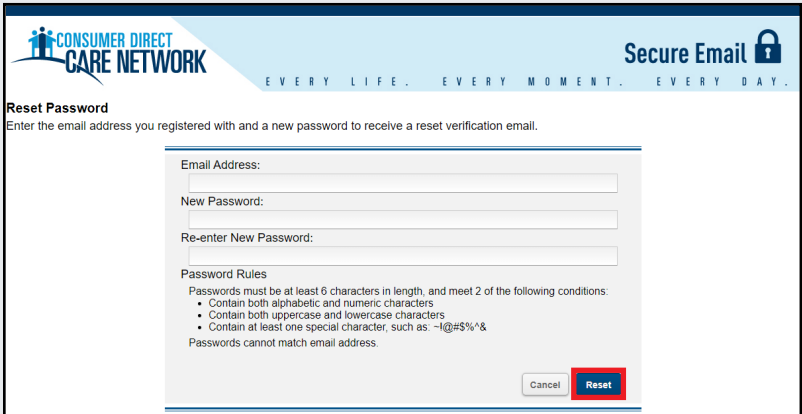 CONSUMER DIRECT
CARE NETWORK
Secure Email
EVERY LIFE. EVERY MOMENT. EVERY DAY.
Reset Password
Enter the email address you registered with and a new password to receive a reset verification email.
Email Address:
New Password:
Re-enter New Password:
Password Rules
Passwords must be at least 6 characters in length, and meet 2 of the following conditions:
• Contain both alphabetic and numeric characters
• Contain both uppercase and lowercase characters
• Contain at least one special character, such as: ~!@#$%^&
Passwords cannot match email address.
Cancel Reset